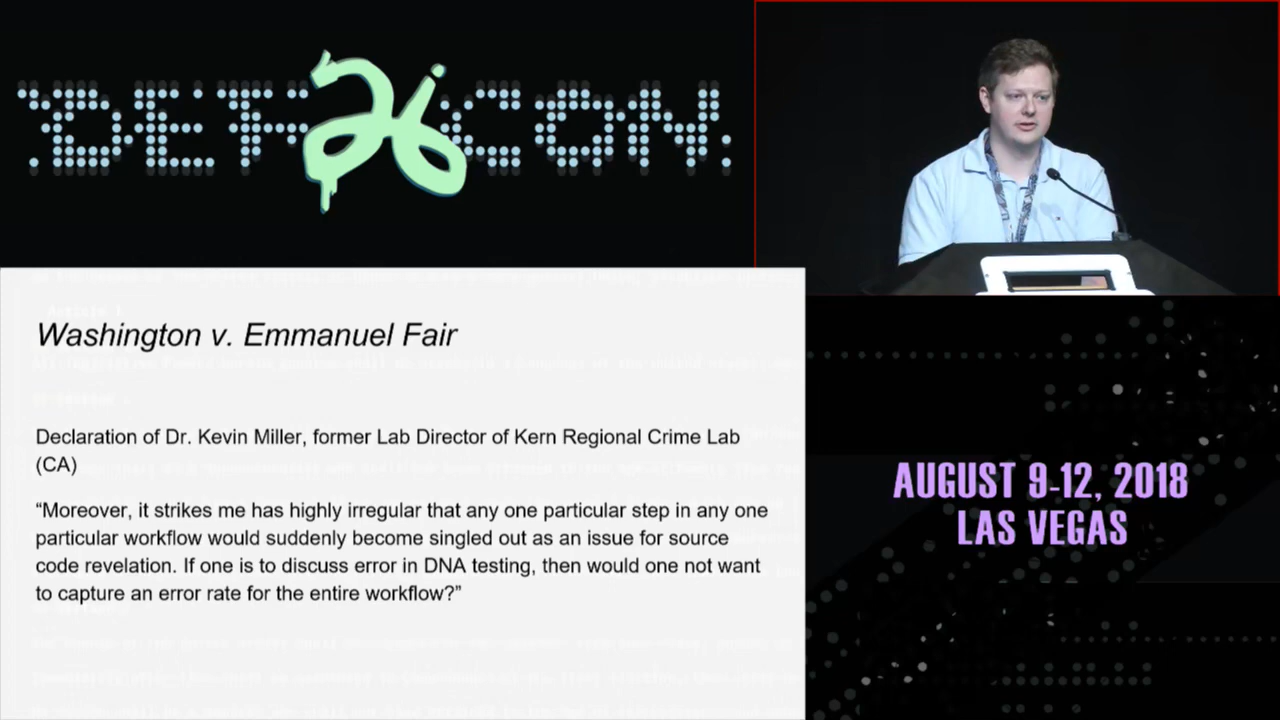 DEF CON
26
Washington v. Emmanuel Fair
Declaration of Dr. Kevin Miller, former Lab Director of Kern Regional Crime Lab
(CA)
“Moreover, it strikes me has highly irregular that any one particular step in any one
particular workflow would suddenly become singled out as an issue for source
code revelation. If one is to discuss error in DNA testing, then would one not want
to capture an error rate for the entire workflow?”
AUGUST 9-12, 2018
LAS VEGAS